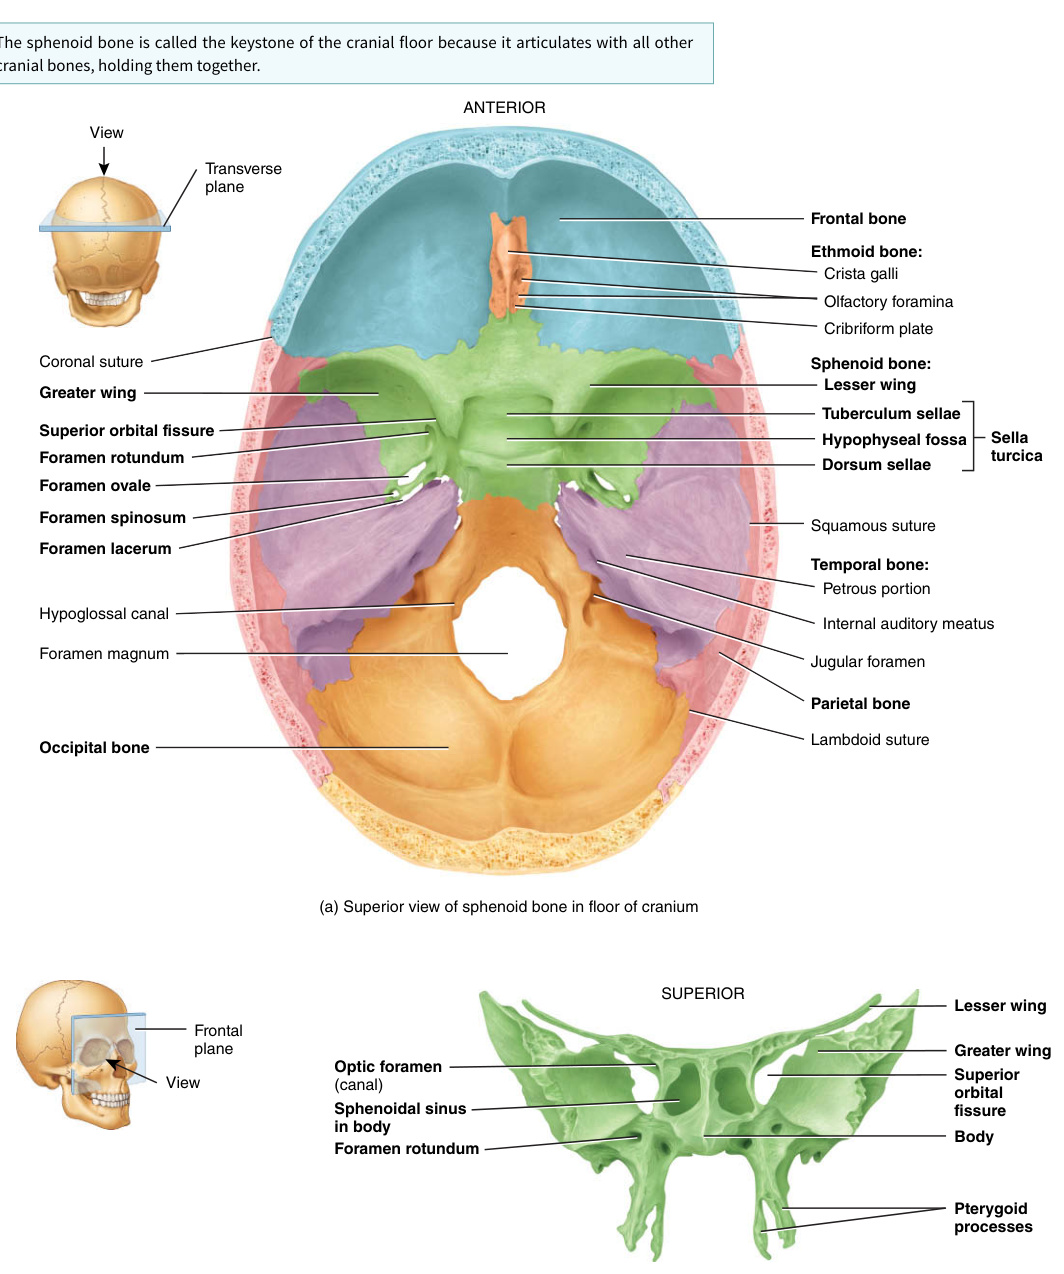 The sphenoid bone is called the keystone of the cranial floor because it articulates with all other
cranial bones, holding them together.
ANTERIOR
View
Transverse
plane
Coronal suture
Greater wing
Superior orbital fissure
Foramen rotundum
Foramen ovale
Foramen spinosum
Foramen lacerum
Hypoglossal canal
Foramen magnum
Occipital bone
Frontal bone
Ethmoid bone:
Crista galli
Olfactory foramina
Cribriform plate
Sphenoid bone:
Lesser wing
Tuberculum sellae
Hypophyseal fossa
Dorsum sellae
Sella
turcica
Squamous suture
Temporal bone:
Petrous portion
Internal auditory meatus
Jugular foramen
Parietal bone
Lambdoid suture
(a) Superior view of sphenoid bone in floor of cranium
Frontal
plane
View
SUPERIOR
Optic foramen
(canal)
Sphenoidal sinus
in body
Foramen rotundum
Lesser wing
Greater wing
Superior
orbital
fissure
Body
Pterygoid
processes